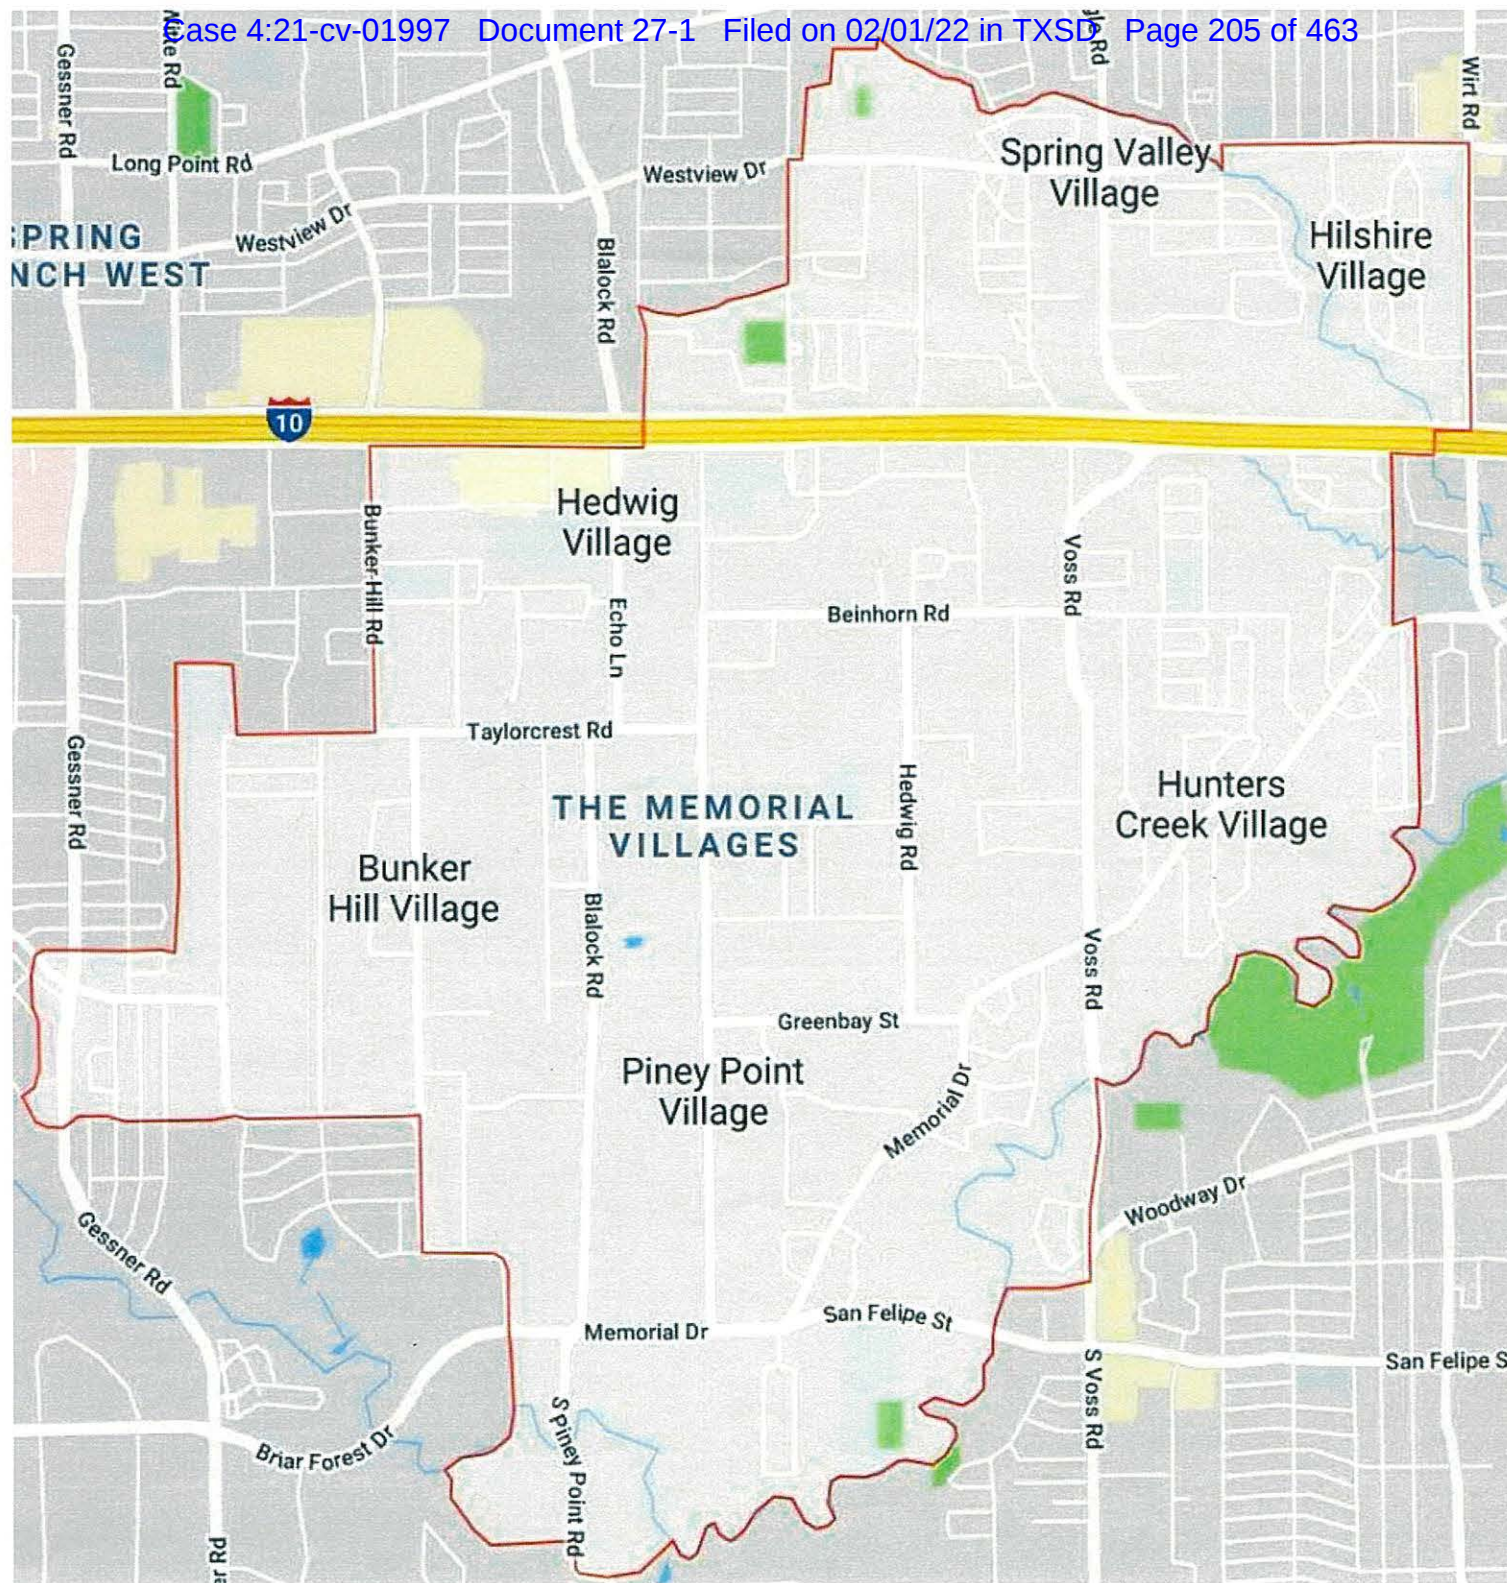 Case 4:21-cv-01997 Document 27-1 Filed on 02/01/22 in TXSD Page 205 of 463
Gessner Rd
Wirt Rd
Long Point Rd
Westview Dr
Spring Valley
Village
Westview Dr
Hilshire
Village
SPRING
NCH WEST
Blalock Rd
10
Hedwig
Village
Bunker Hill Rd
Voss Rd
Echo Ln
Beinhorn Rd
Taylorcrest Rd
Gessner Rd
Hedwig Rd
Hunters
Creek Village
THE MEMORIAL
VILLAGES
Bunker
Hill Village
Blalock Rd
Voss Rd
Greenbay St
Piney Point
Village
Memorial Dr
Woodway Dr
Gessner Rd
Memorial Dr
San Felipe St
San Felipe S
S Voss Rd
Briar Forest Dr
S Piney Point Rd